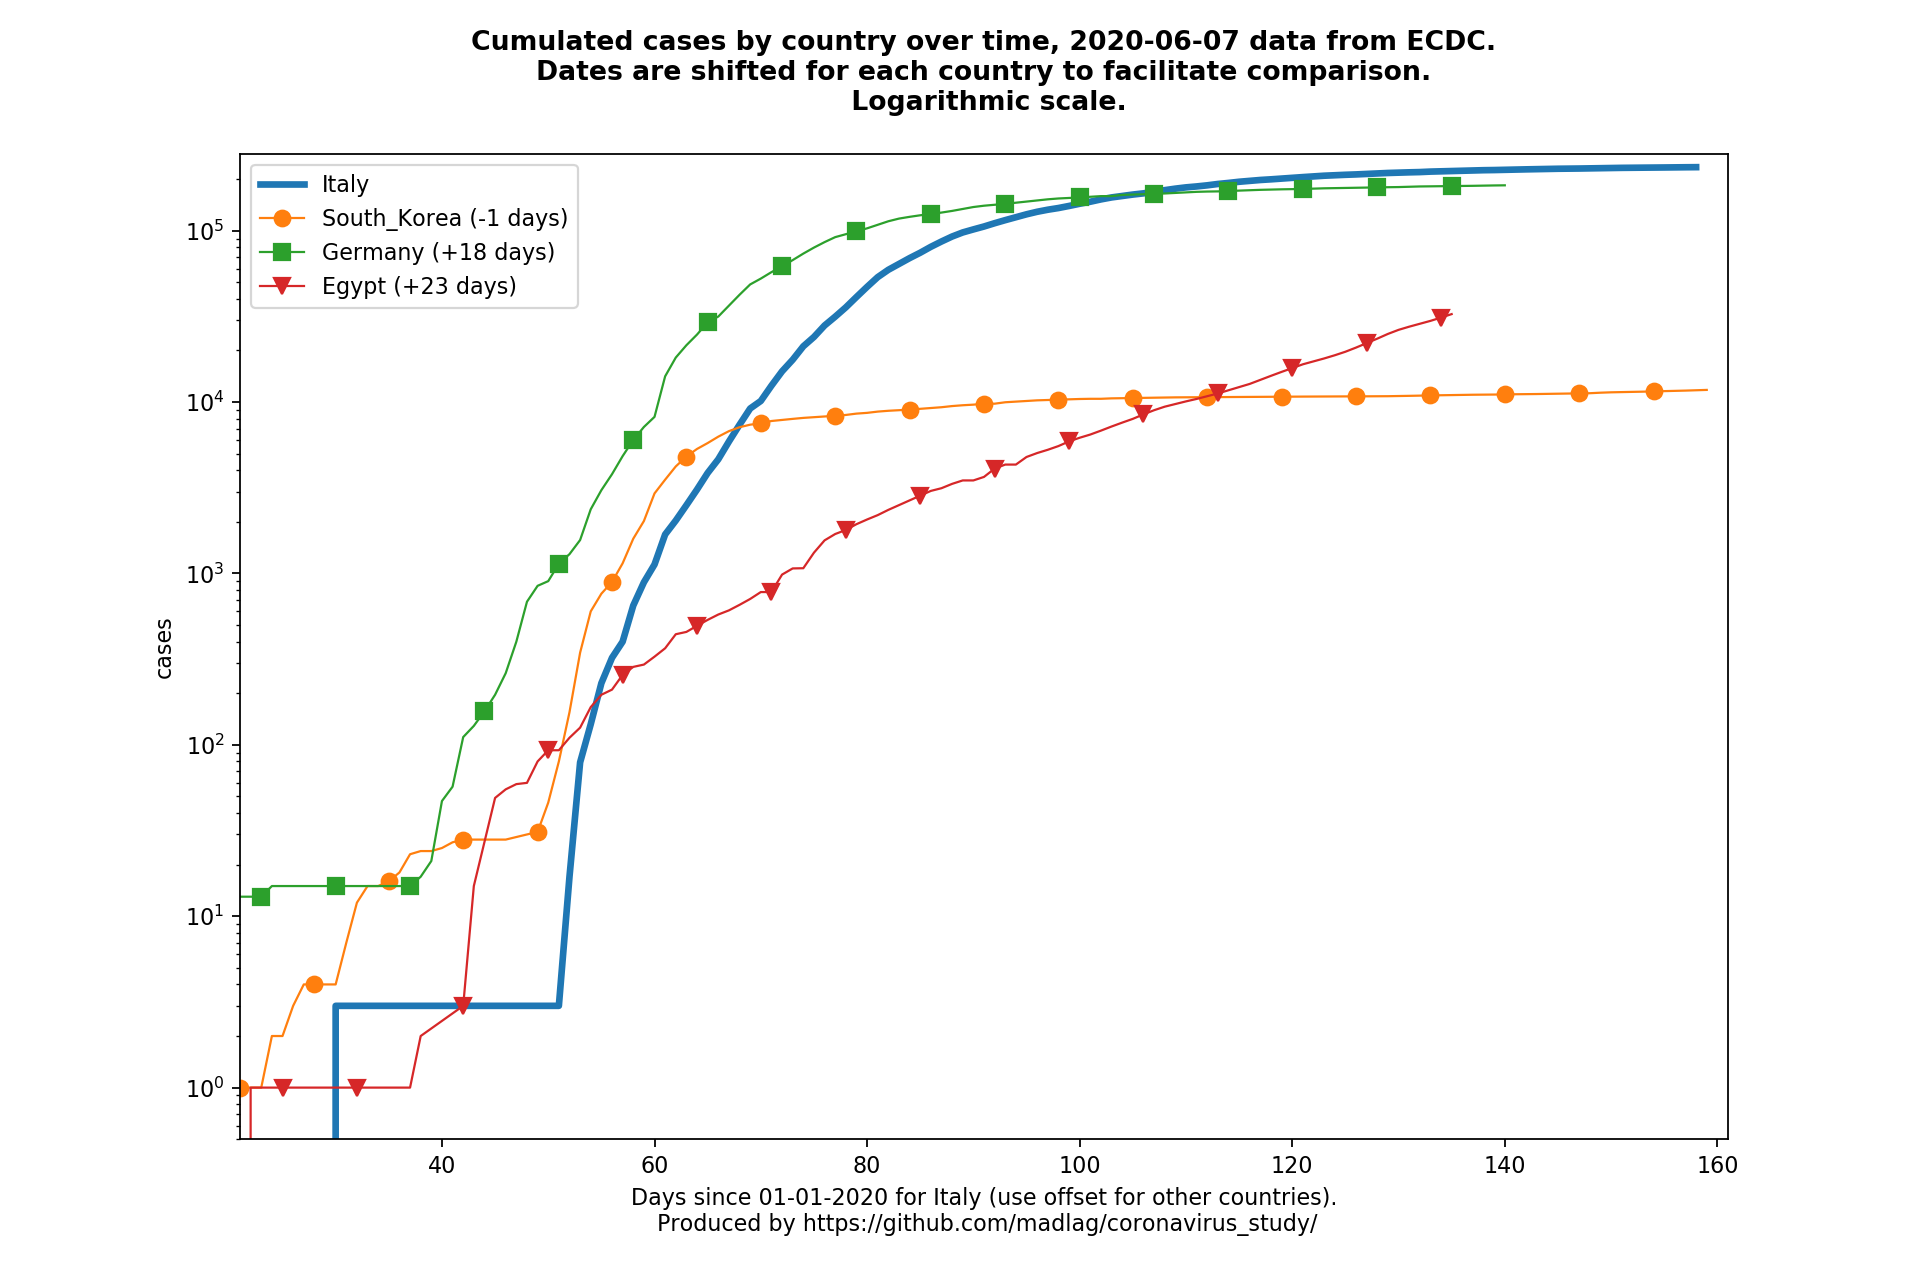 Cumulated cases by country over time, 2020-06-07 data from ECDC.
Dates are shifted for each country to facilitate comparison.
Logarithmic scale.
Italy
South_Korea (-1 days)
Germany (+18 days)
Egypt (+23 days)
10^5
10^4
10^3
10^2
10^1
10^0
cases
40 60 80 100 120 140 160
Days since 01-01-2020 for Italy (use offset for other countries).
Produced by https://github.com/madlag/coronavirus_study/